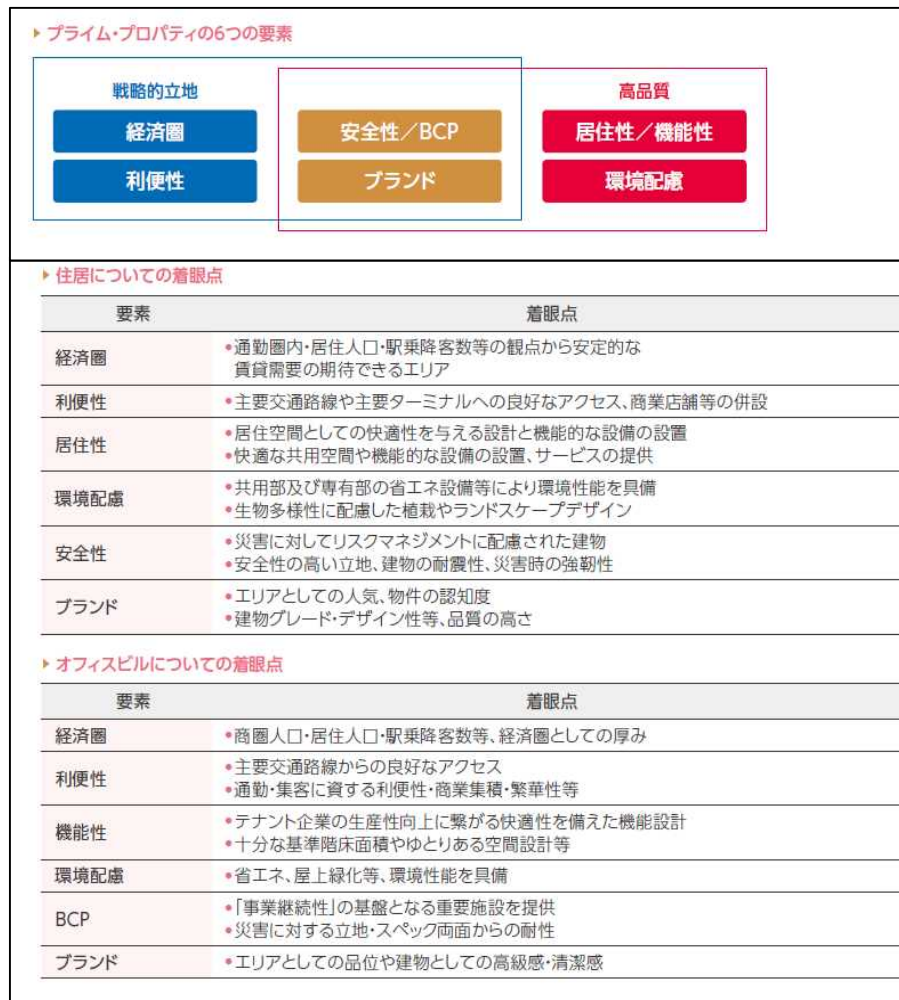 プライム・プロパティの6つの要素
戦略的立地
高品質
経済圏
安全性／BCP
居住性／機能性
利便性
ブランド
環境配慮
住居についての着眼点
要素 着眼点
経済圏
•通勤圏内・居住人口・駅乗降客数等の観点から安定的な
賃貸需要の期待できるエリア
利便性
•主要交通路線や主要ターミナルへの良好なアクセス、商業店舗等の併設
居住性
•居住空間としての快適性を与える設計と機能的な設備の設置
•快適な共用空間や機能的な設備の設置、サービスの提供
環境配慮
•共用部及び専有部の省エネ設備等により環境性能を具備
•生物多様性に配慮した植栽やランドスケープデザイン
安全性
•災害に対してリスクマネジメントに配慮された建物
•安全性の高い立地、建物の耐震性、災害時の強靭性
ブランド
•エリアとしての人気、物件の認知度
•建物グレード・デザイン性等、品質の高さ
オフィスビルについての着眼点
要素 着眼点
経済圏
•商圏人口・居住人口・駅乗降客数等、経済圏としての厚み
利便性
•主要交通路線からの良好なアクセス
•通勤・集客に資する利便性・商業集積・繁華性等
機能性
•テナント企業の生産性向上に繋がる快適性を備えた機能設計
•十分な基準階床面積やゆとりある空間設計等
環境配慮
•省エネ、屋上緑化等、環境性能を具備
BCP
•「事業継続性」の基盤となる重要施設を提供
•災害に対する立地・スペック両面からの耐性
ブランド
•エリアとしての品位や建物としての高級感・清潔感